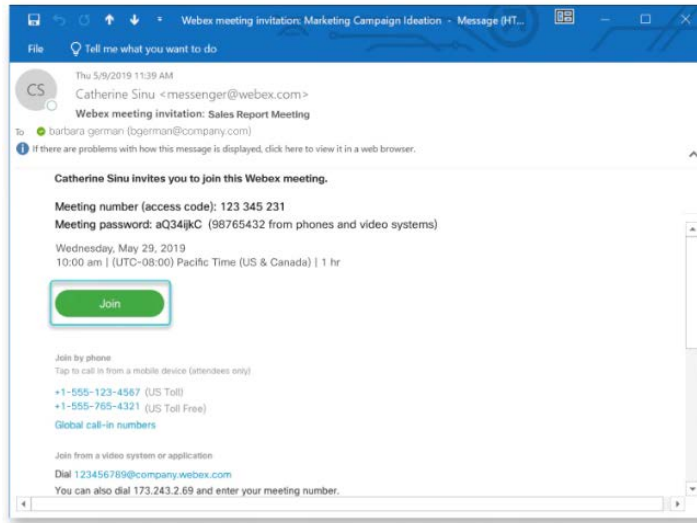 Webex meeting invitation: Marketing Campaign Ideation - Message (HT...
File Tell me what you want to do
Thu 5/9/2019 11:39 AM
CS
Catherine Sinu <messenger@webex.com>
Webex meeting invitation: Sales Report Meeting
To barbara german (bgerman@company.com)
If there are problems with how this message is displayed, click here to view it in a web browser.
Catherine Sinu invites you to join this Webex meeting.
Meeting number (access code): 123 345 231
Meeting password: aQ34ijkC (98765432 from phones and video systems)
Wednesday, May 29, 2019
10:00 am | (UTC-08:00) Pacific Time (US & Canada) | 1 hr
Join
Join by phone
Tap to call in from a mobile device (attendees only)
+1-555-123-4567 (US Toll)
+1-555-765-4321 (US Toll Free)
Global call-in numbers
Join from a video system or application
Dial 123456789@company.webex.com
You can also dial 173.243.2.69 and enter your meeting number.